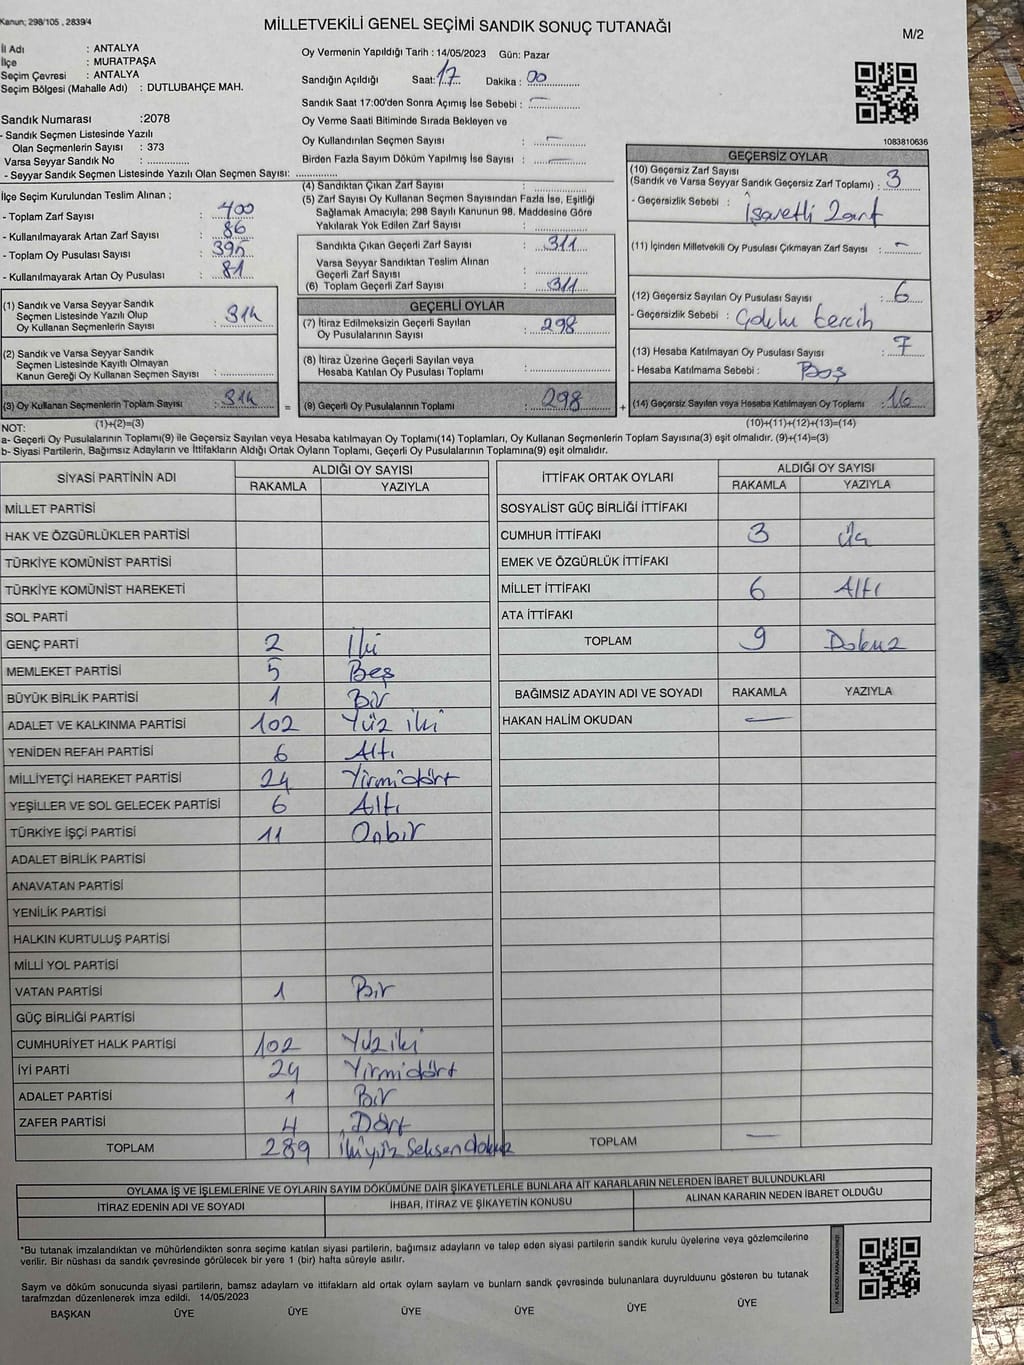 Kanun; 298/105 , 2839/4
MİLLETVEKİLİ GENEL SEÇİMİ SANDIK SONUÇ TUTANAĞI
M/2
İl Adı : ANTALYA
İlçe : MURATPAŞA
Seçim Çevresi : ANTALYA
Seçim Bölgesi (Mahalle Adı) : DUTLUBAHÇE MAH.
Sandık Numarası :2078
- Sandık Seçmen Listesinde Yazılı
Olan Seçmenlerin Sayısı : 373
Varsa Seyyar Sandık No : ..............
- Seyyar Sandık Seçmen Listesinde Yazılı Olan Seçmen Sayısı: ..............
Oy Vermenin Yapıldığı Tarih : 14/05/2023 Gün: Pazar
Sandığın Açıldığı Saat: 17 Dakika : 00
Sandık Saat 17:00'den Sonra Açımış İse Sebebi : —
Oy Verme Saati Bitiminde Sırada Bekleyen ve
Oy Kullandırılan Seçmen Sayısı : —
Birden Fazla Sayım Döküm Yapılmış İse Sayısı : —
1083810636
İlçe Seçim Kurulundan Teslim Alınan ;
- Toplam Zarf Sayısı : 400
- Kullanılmayarak Artan Zarf Sayısı : 86
- Toplam Oy Pusulası Sayısı : 395
- Kullanılmayarak Artan Oy Pusulası : 81
(1) Sandık ve Varsa Seyyar Sandık
Seçmen Listesinde Yazılı Olup
Oy Kullanan Seçmenlerin Sayısı : 314
(2) Sandık ve Varsa Seyyar Sandık
Seçmen Listesinde Kayıtlı Olmayan
Kanun Gereği Oy Kullanan Seçmen Sayısı : ..............
(3) Oy Kullanan Seçmenlerin Toplam Sayısı : 314
(1)+(2)=(3)
(4) Sandıktan Çıkan Zarf Sayısı : ..............
(5) Zarf Sayısı Oy Kullanan Seçmen Sayısından Fazla İse, Eşitliği
Sağlamak Amacıyla; 298 Sayılı Kanunun 98. Maddesine Göre
Yakılarak Yok Edilen Zarf Sayısı : ..............
Sandıkta Çıkan Geçerli Zarf Sayısı : 311
Varsa Seyyar Sandıktan Teslim Alınan
Geçerli Zarf Sayısı : ..............
(6) Toplam Geçerli Zarf Sayısı : 311
GEÇERLİ OYLAR
(7) İtiraz Edilmeksizin Geçerli Sayılan
Oy Pusulalarının Sayısı : 298
(8) İtiraz Üzerine Geçerli Sayılan veya
Hesaba Katılan Oy Pusulası Toplamı : ..............
= (9) Geçerli Oy Pusulalarının Toplamı : 298 +
GEÇERSİZ OYLAR
(10) Geçersiz Zarf Sayısı
(Sandık ve Varsa Seyyar Sandık Geçersiz Zarf Toplamı) : 3
- Geçersizlik Sebebi : İşaretli Zarf
(11) İçinden Milletvekili Oy Pusulası Çıkmayan Zarf Sayısı : —
(12) Geçersiz Sayılan Oy Pusulası Sayısı : 6
- Geçersizlik Sebebi : Çoklu tercih
(13) Hesaba Katılmayan Oy Pusulası Sayısı : 7
- Hesaba Katılmama Sebebi : Boş
(14) Geçersiz Sayılan veya Hesaba Katılmayan Oy Toplamı : 16
(10)+(11)+(12)+(13)=(14)
NOT:
a- Geçerli Oy Pusulalarının Toplamı(9) ile Geçersiz Sayılan veya Hesaba katılmayan Oy Toplamı(14) Toplamları, Oy Kullanan Seçmenlerin Toplam Sayısına(3) eşit olmalıdır. (9)+(14)=(3)
b- Siyasi Partilerin, Bağımsız Adayların ve İttifakların Aldığı Ortak Oyların Toplamı, Geçerli Oy Pusulalarının Toplamına(9) eşit olmalıdır.
SİYASİ PARTİNİN ADI ALDIĞI OY SAYISI
RAKAMLA YAZIYLA
MİLLET PARTİSİ
HAK VE ÖZGÜRLÜKLER PARTİSİ
TÜRKİYE KOMÜNİST PARTİSİ
TÜRKİYE KOMÜNİST HAREKETİ
SOL PARTİ
GENÇ PARTİ 2 İki
MEMLEKET PARTİSİ 5 Beş
BÜYÜK BİRLİK PARTİSİ 1 Bir
ADALET VE KALKINMA PARTİSİ 102 Yüz iki
YENİDEN REFAH PARTİSİ 6 Altı
MİLLİYETÇİ HAREKET PARTİSİ 24 Yirmidört
YEŞİLLER VE SOL GELECEK PARTİSİ 6 Altı
TÜRKİYE İŞÇİ PARTİSİ 11 Onbir
ADALET BİRLİK PARTİSİ
ANAVATAN PARTİSİ
YENİLİK PARTİSİ
HALKIN KURTULUŞ PARTİSİ
MİLLİ YOL PARTİSİ
VATAN PARTİSİ 1 Bir
GÜÇ BİRLİĞİ PARTİSİ
CUMHURİYET HALK PARTİSİ 102 Yüziki
İYİ PARTİ 24 Yirmidört
ADALET PARTİSİ 1 Bir
ZAFER PARTİSİ 4 Dört
TOPLAM 289 İkiyüz Seksendokuz
İTTİFAK ORTAK OYLARI ALDIĞI OY SAYISI
RAKAMLA YAZIYLA
SOSYALİST GÜÇ BİRLİĞİ İTTİFAKI
CUMHUR İTTİFAKI 3 Üç
EMEK VE ÖZGÜRLÜK İTTİFAKI
MİLLET İTTİFAKI 6 Altı
ATA İTTİFAKI
TOPLAM 9 Dokuz
BAĞIMSIZ ADAYIN ADI VE SOYADI RAKAMLA YAZIYLA
HAKAN HALİM OKUDAN —
TOPLAM —
OYLAMA İŞ VE İŞLEMLERİNE VE OYLARIN SAYIM DÖKÜMÜNE DAİR ŞİKAYETLERLE BUNLARA AİT KARARLARIN NELERDEN İBARET BULUNDUKLARI
İTİRAZ EDENİN ADI VE SOYADI İHBAR, İTİRAZ VE ŞİKAYETİN KONUSU ALINAN KARARIN NEDEN İBARET OLDUĞU
*Bu tutanak imzalandıktan ve mühürlendikten sonra seçime katılan siyasi partilerin, bağımsız adayların ve talep eden siyasi partilerin sandık kurulu üyelerine veya gözlemcilerine
verilir. Bir nüshası da sandık çevresinde görülecek bir yere 1 (bir) hafta süreyle asılır.
Sayım ve döküm sonucunda siyasi partilerin, bamsz adayların ve ittifakların ald ortak oyların sayların ve bunların sandk çevresinde bulunanlara duyrulduunu gösteren bu tutanak
tarafmzdan düzenlenerek imza edildi. 14/05/2023
BAŞKAN ÜYE ÜYE ÜYE ÜYE ÜYE ÜYE